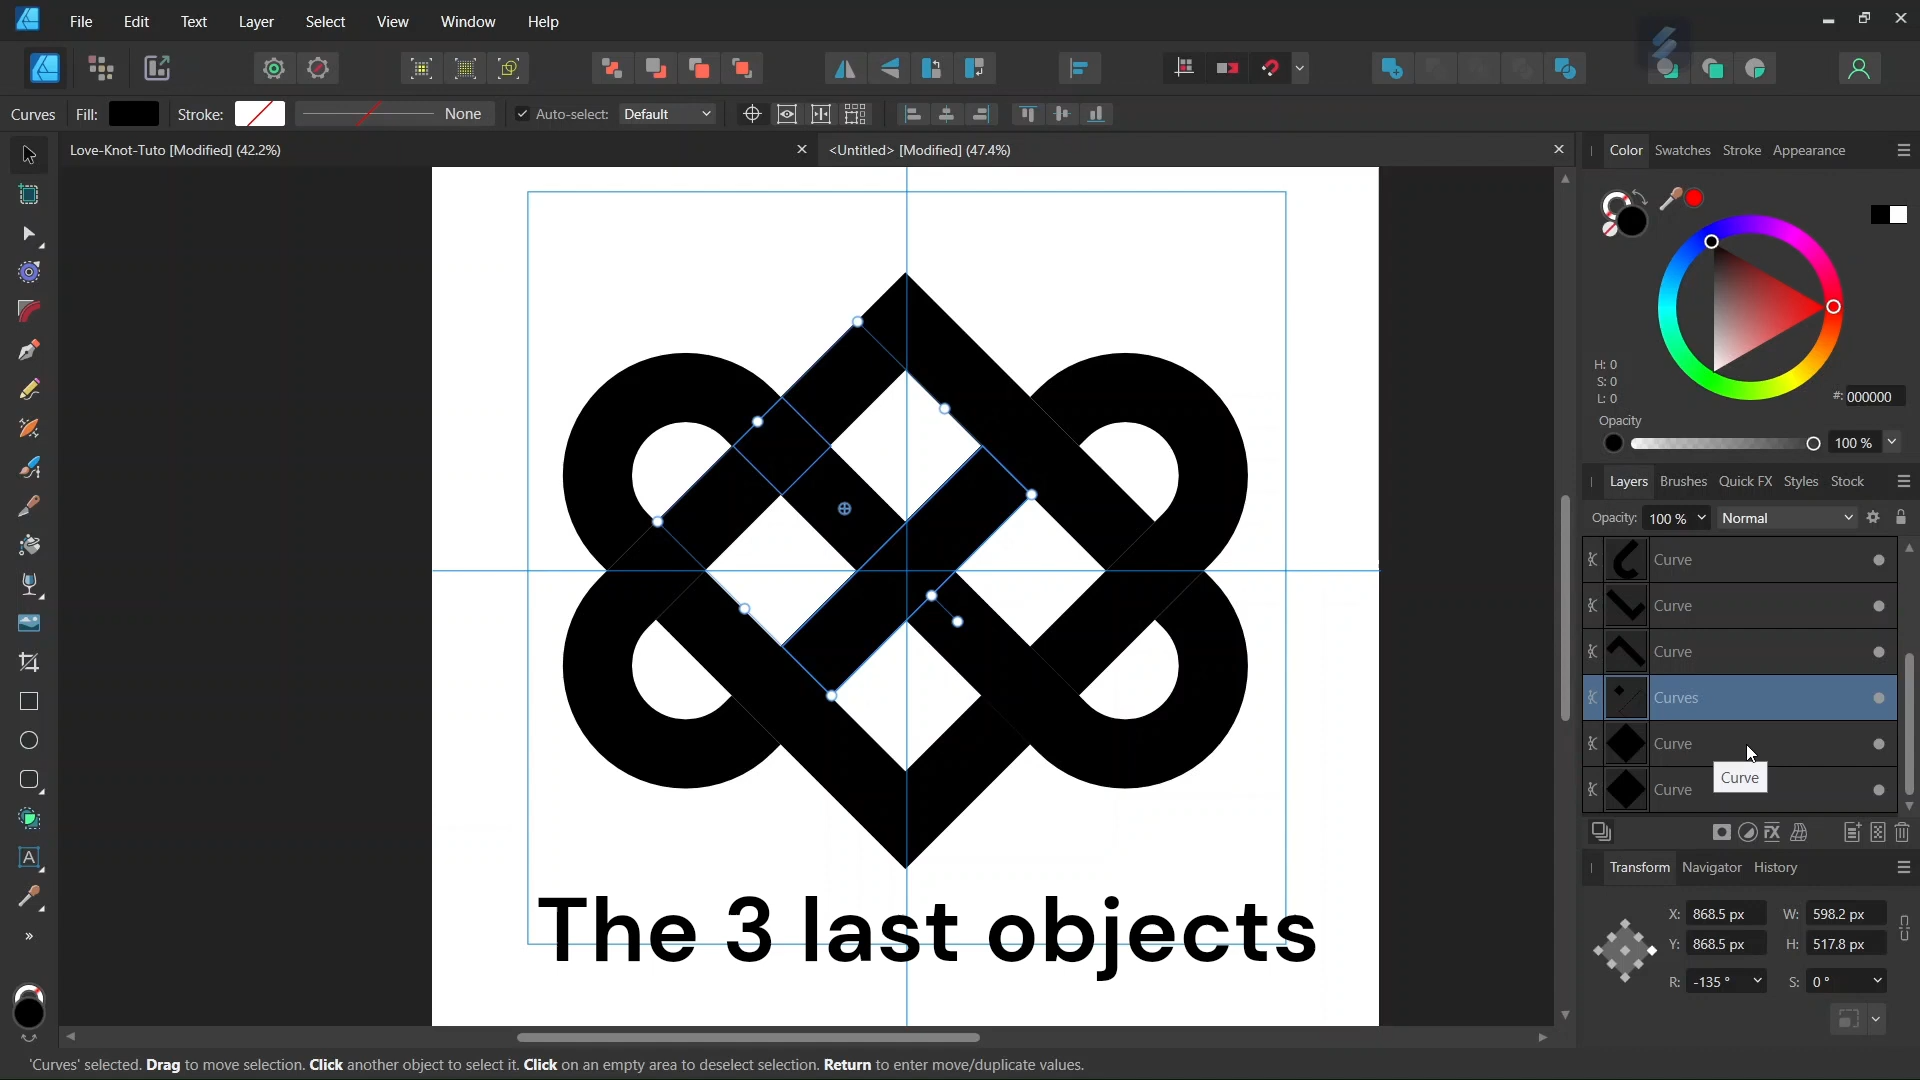 File Edit Text Layer Select View Window Help
Curves Fill: Stroke: None Auto-select: Default
Love-Knot-Tuto [Modified] (42.2%)
<Untitled> [Modified] (47.4%)
Color Swatches Stroke Appearance
H: 0
S: 0
L: 0
#: 000000
Opacity
100 %
Layers Brushes Quick FX Styles Stock
Opacity: 100 % Normal
Curve
Curve
Curve
Curves
Curve
Curve
Curve
Transform Navigator History
X: 868.5 px W: 598.2 px
Y: 868.5 px H: 517.8 px
R: -135 ° S: 0 °
The 3 last objects
'Curves' selected. Drag to move selection. Click another object to select it. Click on an empty area to deselect selection. Return to enter move/duplicate values.